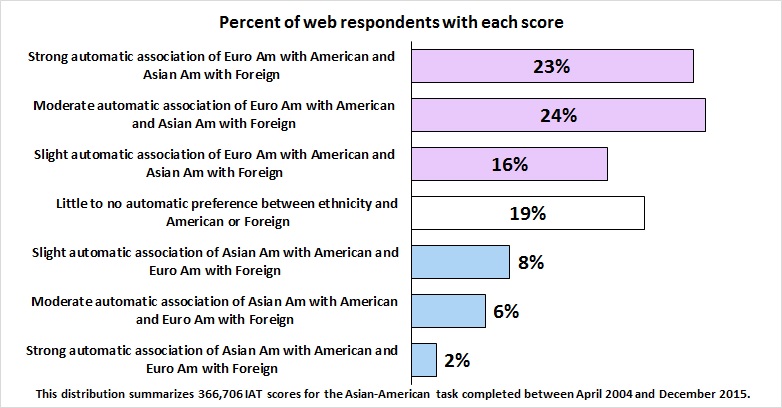 Percent of web respondents with each score
Strong automatic association of Euro Am with American and
Asian Am with Foreign
23%
Moderate automatic association of Euro Am with American
and Asian Am with Foreign
24%
Slight automatic association of Euro Am with American and
Asian Am with Foreign
16%
Little to no automatic preference between ethnicity and
American or Foreign
19%
Slight automatic association of Asian Am with American and
Euro Am with Foreign
8%
Moderate automatic association of Asian Am with American
and Euro Am with Foreign
6%
Strong automatic association of Asian Am with American and
Euro Am with Foreign
2%
This distribution summarizes 366,706 IAT scores for the Asian-American task completed between April 2004 and December 2015.